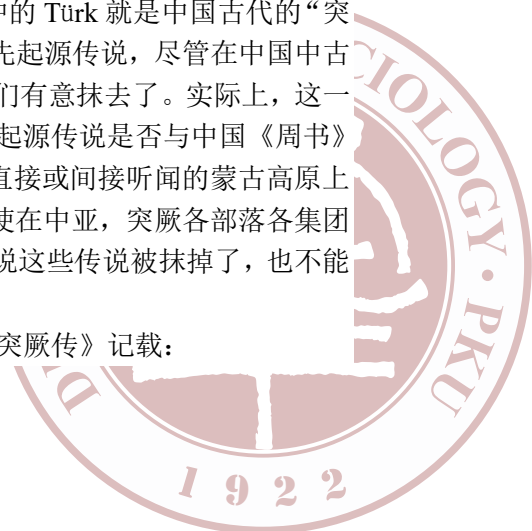 中的 Türk 就是中国古代的“突
先起源传说，尽管在中国中古
们有意抹去了。实际上，这一
起源传说是否与中国《周书》
直接或间接听闻的蒙古高原上
使在中亚，突厥各部落各集团
说这些传说被抹掉了，也不能
突厥传》记载：
CIOLOGY · PKU
D
1922